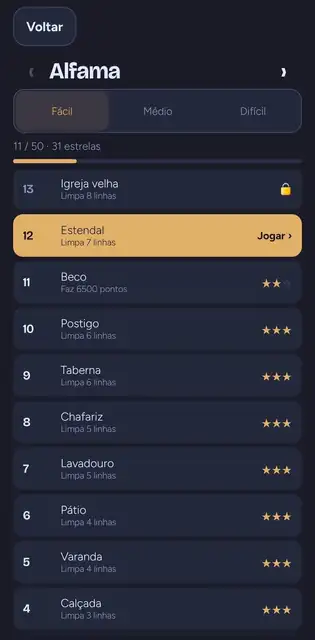 Voltar
‹ Alfama ›
Fácil Médio Difícil
11 / 50 · 31 estrelas
13 Igreja velha
Limpa 8 linhas
12 Estendal Jogar ›
Limpa 7 linhas
11 Beco ★★☆
Faz 6500 pontos
10 Postigo ★★★
Limpa 6 linhas
9 Taberna ★★★
Limpa 6 linhas
8 Chafariz ★★★
Limpa 5 linhas
7 Lavadouro ★★★
Limpa 5 linhas
6 Pátio ★★★
Limpa 4 linhas
5 Varanda ★★★
Limpa 4 linhas
4 Calçada ★★★
Limpa 3 linhas